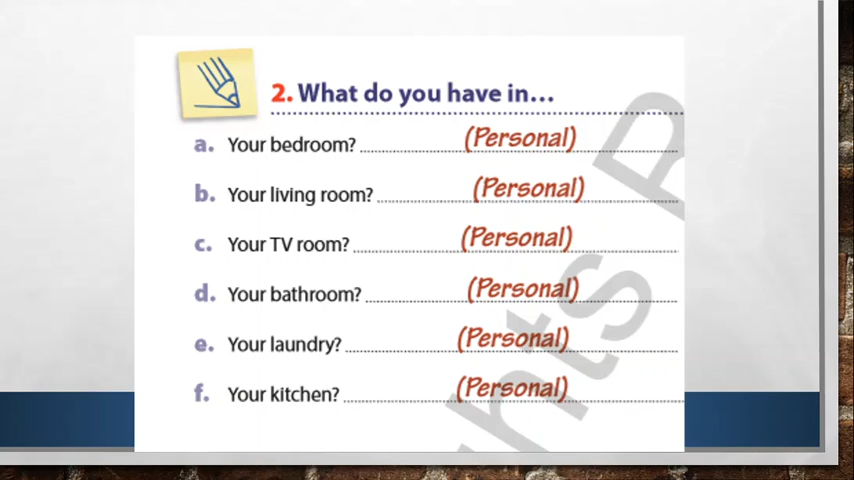 2. What do you have in...
a. Your bedroom? (Personal)
b. Your living room? (Personal)
c. Your TV room? (Personal)
d. Your bathroom? (Personal)
e. Your laundry? (Personal)
f. Your kitchen? (Personal)